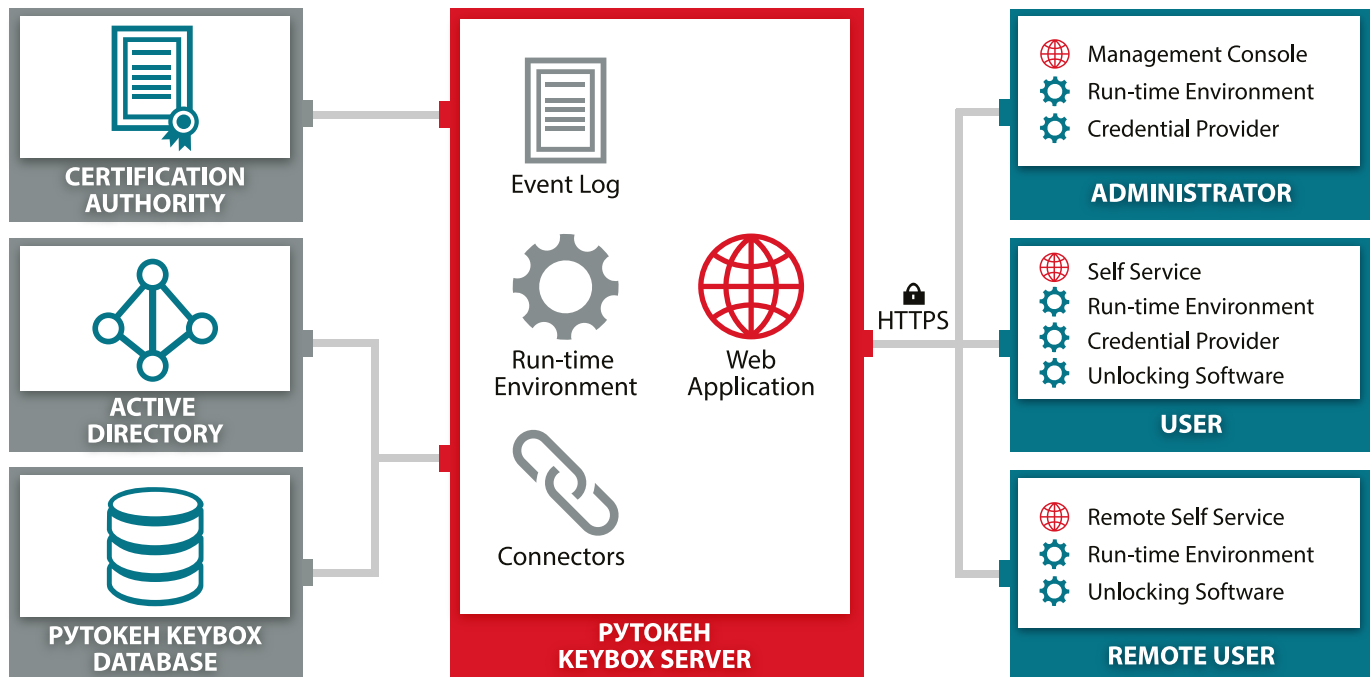 CERTIFICATION
AUTHORITY
ACTIVE
DIRECTORY
РУТОКЕН KEYBOX
DATABASE
Event Log
Run-time
Environment
Web
Application
Connectors
РУТОКЕН
KEYBOX SERVER
HTTPS
Management Console
Run-time Environment
Credential Provider
ADMINISTRATOR
Self Service
Run-time Environment
Credential Provider
Unlocking Software
USER
Remote Self Service
Run-time Environment
Unlocking Software
REMOTE USER